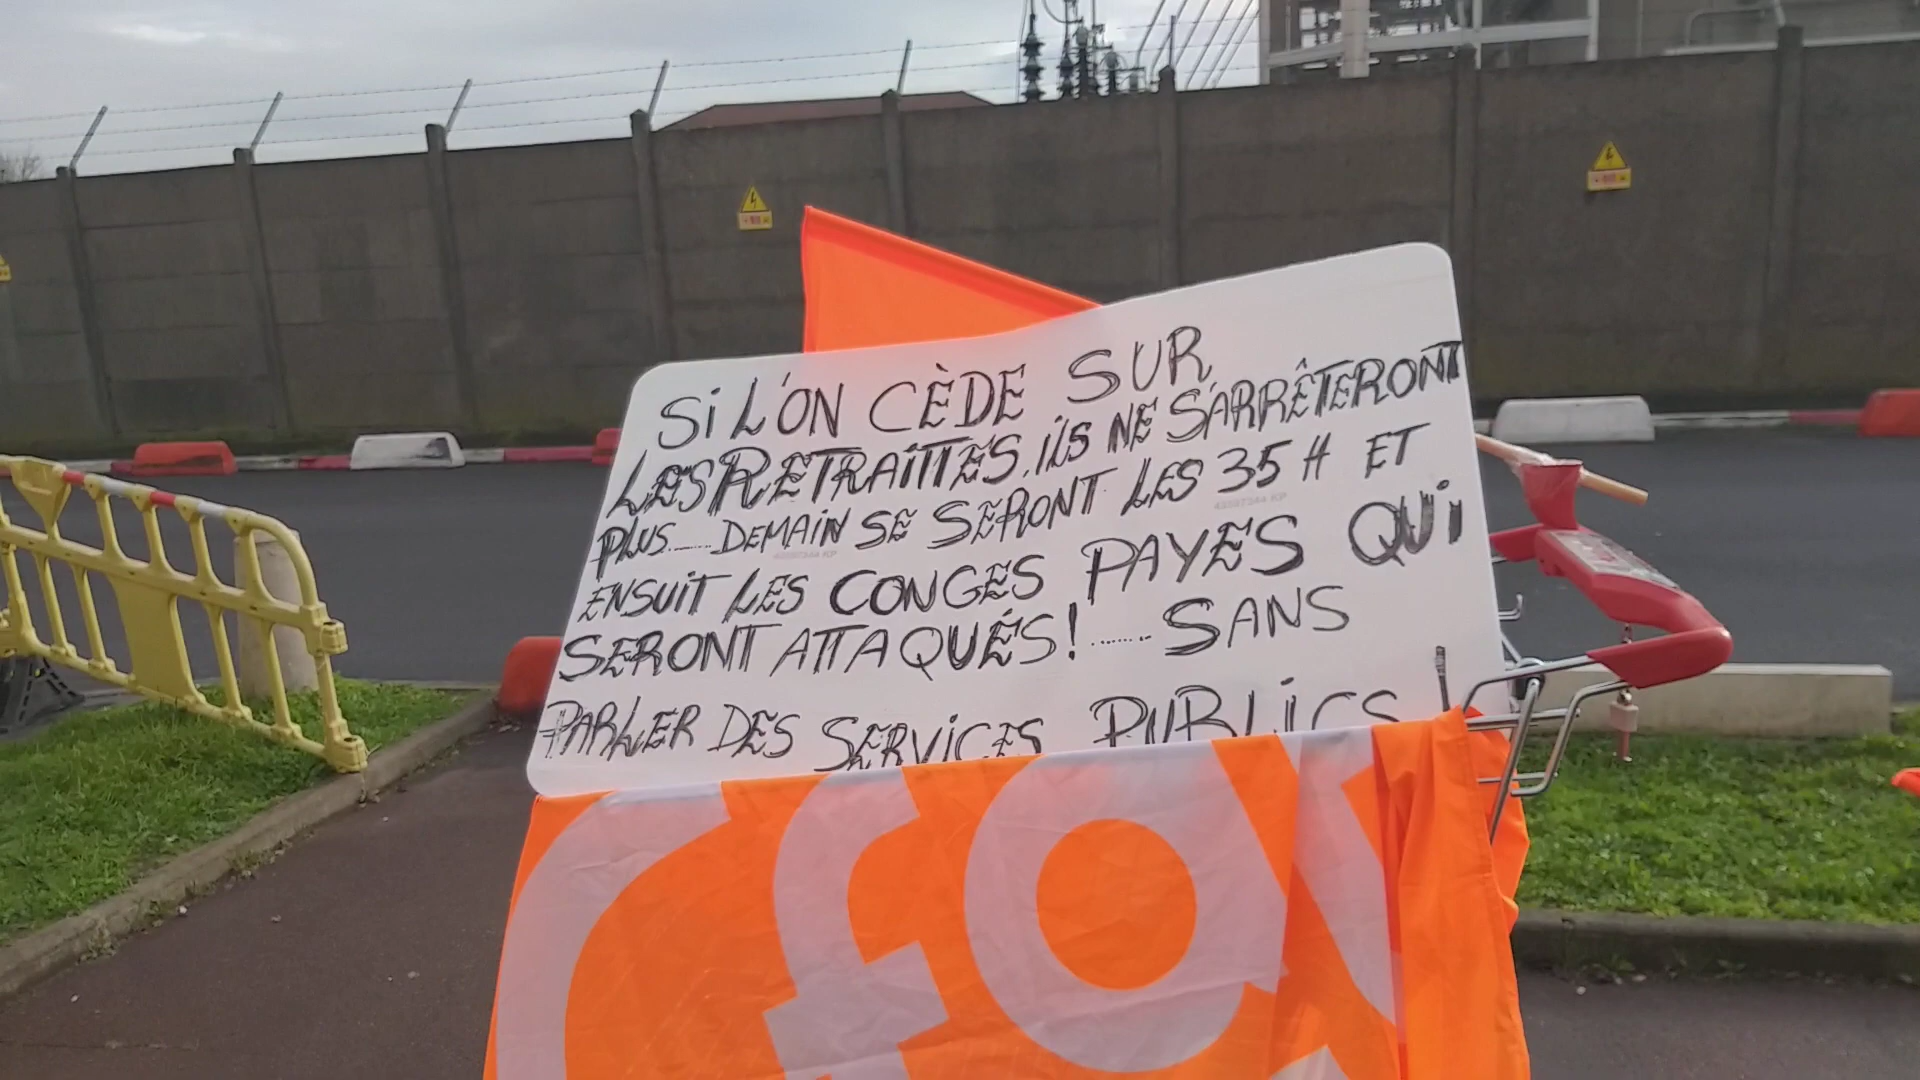 Si L'ON CÈDE SUR
LES RETRAITTES, iLS NE S'ARRÊTERONT
PLUS...... DEMAIN SE SERONT LES 35 H ET
ENSUIT LES CONGES PAYES QUi
SERONT ATTAQUÉS! ....... SANS
PARLER DES SERViCES PUBLiCS !
cfdt